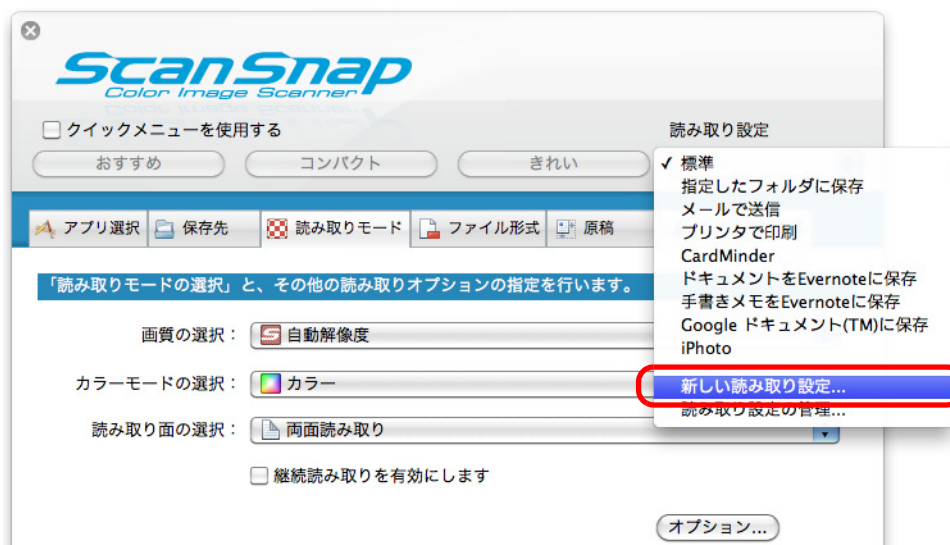 ScanSnap
Color Image Scanner
クイックメニューを使用する
読み取り設定
おすすめ
コンパクト
きれい
✓ 標準
指定したフォルダに保存
メールで送信
プリンタで印刷
CardMinder
ドキュメントをEvernoteに保存
手書きメモをEvernoteに保存
Google ドキュメント(TM)に保存
iPhoto
新しい読み取り設定...
読み取り設定の管理...
アプリ選択
保存先
読み取りモード
ファイル形式
原稿
「読み取りモードの選択」と、その他の読み取りオプションの指定を行います。
画質の選択：
自動解像度
カラーモードの選択：
カラー
読み取り面の選択：
両面読み取り
継続読み取りを有効にします
オプション...